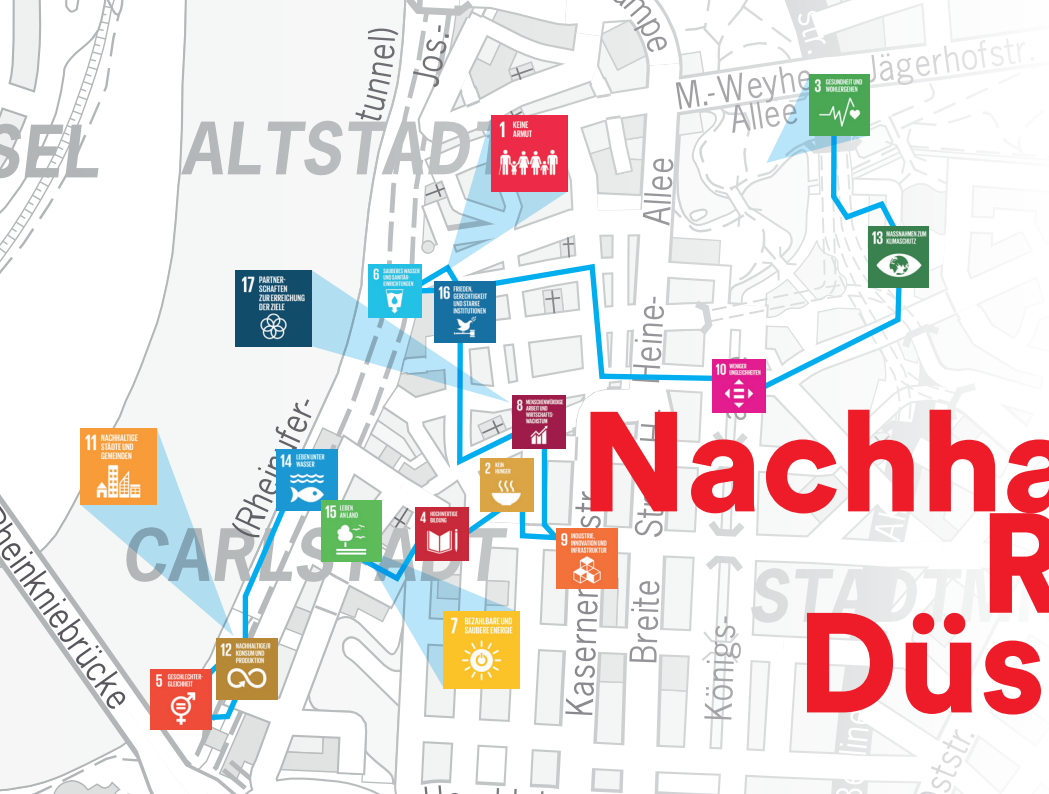 tunnel)
Jos.-
M.-Weyhe
Allee
Jägerhofstr.
str.
3 GESUNDHEIT UND
WOHLERGEHEN
SEL
ALTSTADT
1 KEINE
ARMUT
Allee
13 MASSNAHMEN ZUM
KLIMASCHUTZ
17 PARTNER-
SCHAFTEN
ZUR ERREICHUNG
DER ZIELE
6 SAUBERES WASSER
UND SANITÄR-
EINRICHTUNGEN
16 FRIEDEN,
GERECHTIGKEIT
UND STARKE
INSTITUTIONEN
Heine-
10 WENIGER
UNGLEICHHEITEN
8 MENSCHENWÜRDIGE
ARBEIT UND
WIRTSCHAFTS-
WACHSTUM
11 NACHHALTIGE
STÄDTE UND
GEMEINDEN
(Rheinufer-
14 LEBEN UNTER
WASSER
2 KEIN
HUNGER
Nachha
15 LEBEN
AN LAND
4 HOCHWERTIGE
BILDUNG
9 INDUSTRIE,
INNOVATION UND
INFRASTRUKTUR
R
CARLSTADT
Rheinkniebrücke
Kasernenstr.
Breite
Königs-
STADTM
7 BEZAHLBARE UND
SAUBERE ENERGIE
Düs
12 NACHHALTIGE/R
KONSUM UND
PRODUKTION
5 GESCHLECHTER-
GLEICHHEIT